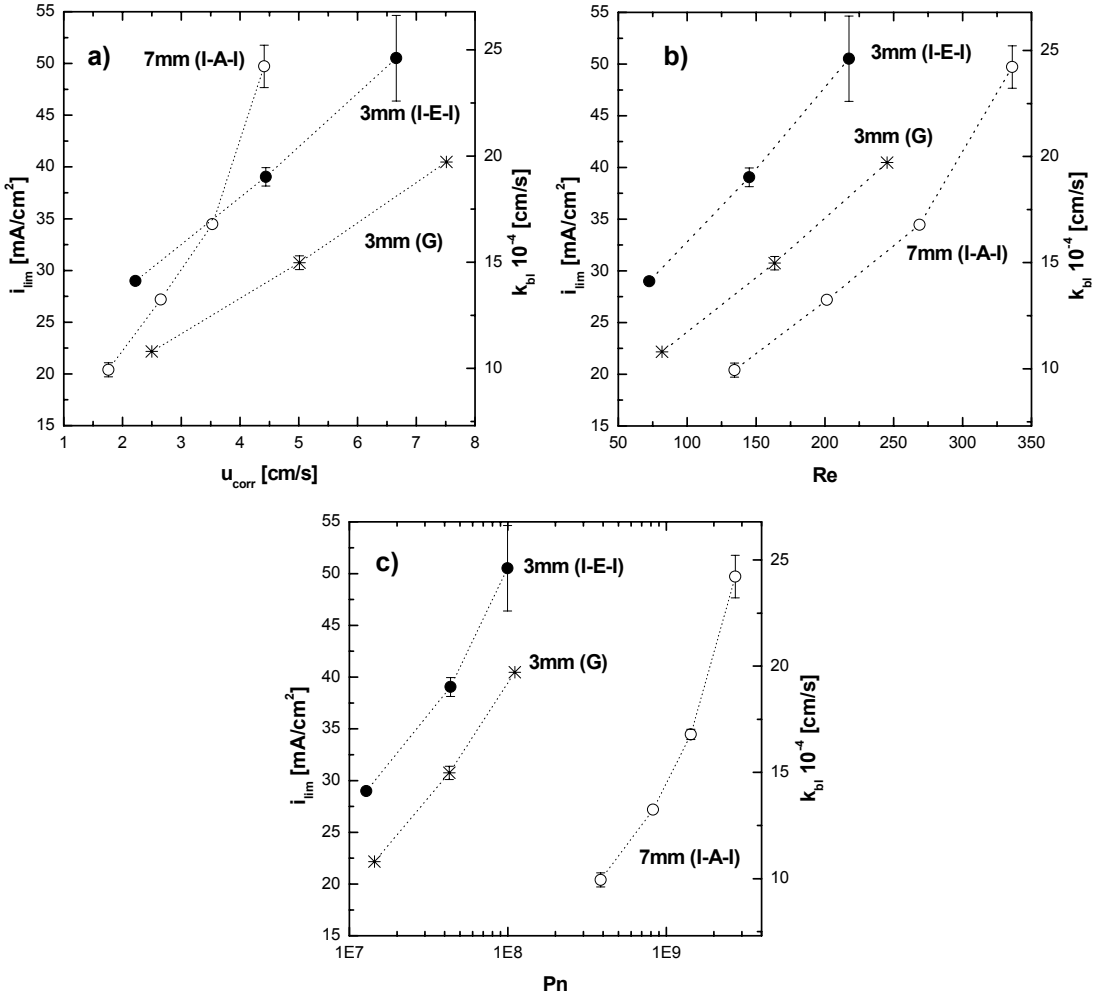 a)
7mm (I-A-I)
3mm (I-E-I)
3mm (G)
55
50
45
40
35
30
25
20
15
i_lim [mA/cm²]
25
20
15
10
k_bl 10⁻⁴ [cm/s]
1 2 3 4 5 6 7 8
u_corr [cm/s]
b)
3mm (I-E-I)
3mm (G)
7mm (I-A-I)
55
50
45
40
35
30
25
20
15
i_lim [mA/cm²]
25
20
15
10
k_bl 10⁻⁴ [cm/s]
50 100 150 200 250 300 350
Re
c)
3mm (I-E-I)
3mm (G)
7mm (I-A-I)
55
50
45
40
35
30
25
20
15
i_lim [mA/cm²]
25
20
15
10
k_bl 10⁻⁴ [cm/s]
1E7 1E8 1E9
Pn